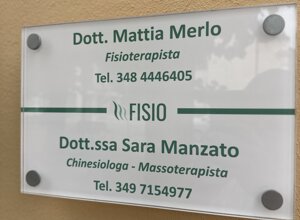 Dott. Mattia Merlo
Fisioterapista
Tel. 348 4446405
FISIO
Dott.ssa Sara Manzato
Chinesiologa - Massoterapista
Tel. 349 7154977